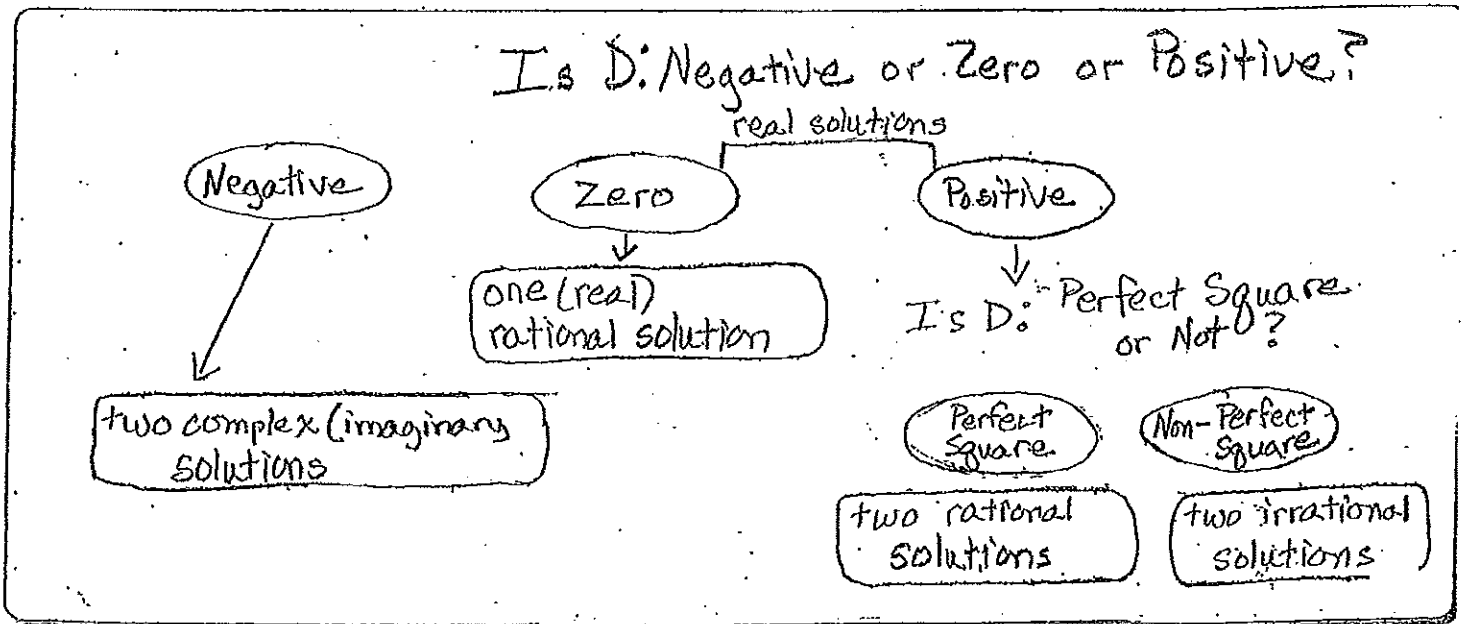 Is D: Negative or Zero or Positive?
real solutions
Negative
Zero
Positive
one (real)
rational solution
Is D: Perfect Square
or Not?
two complex (imaginary
solutions
Perfect
Square
Non-Perfect
Square
two rational
solutions
two irrational
solutions